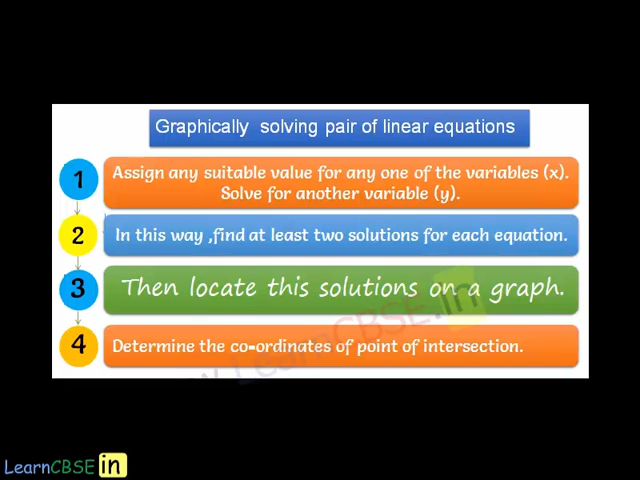 Graphically solving pair of linear equations
1
Assign any suitable value for any one of the variables (x).
Solve for another variable (y).
2
In this way ,find at least two solutions for each equation.
3
Then locate this solutions on a graph.
4
Determine the co-ordinates of point of intersection.
w.LearnCBSE.in
LearnCBSE in